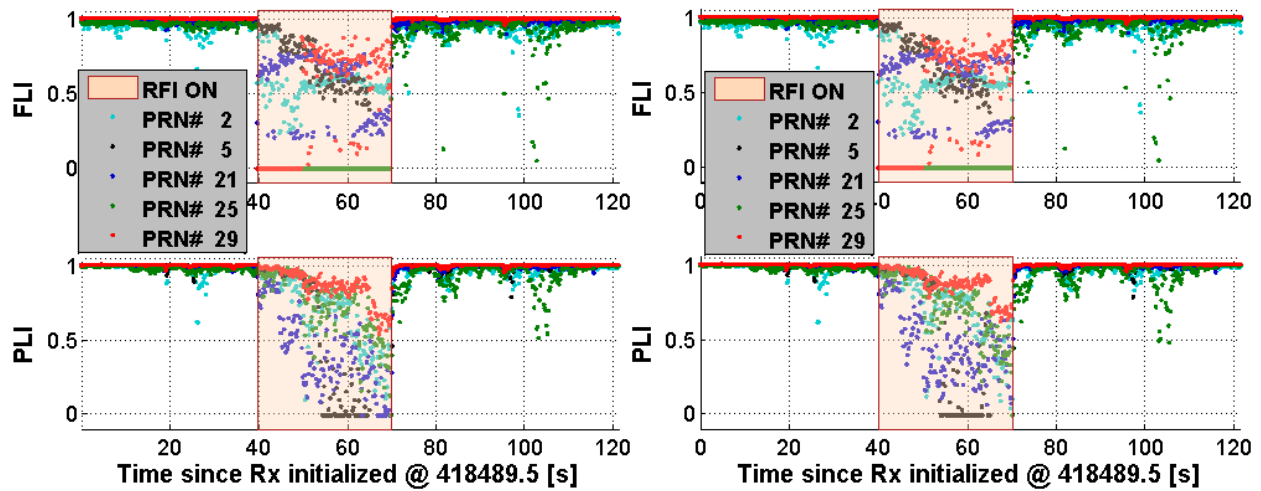 FLI
1
0.5
0
RFI ON
PRN# 2
PRN# 5
PRN# 21
PRN# 25
PRN# 29
20 40 60 80 100 120
PLI
1
0.5
0
20 40 60 80 100 120
Time since Rx initialized @ 418489.5 [s]
FLI
1
0.5
0
RFI ON
PRN# 2
PRN# 5
PRN# 21
PRN# 25
PRN# 29
0 20 40 60 80 100 120
PLI
1
0.5
0
0 20 40 60 80 100 120
Time since Rx initialized @ 418489.5 [s]